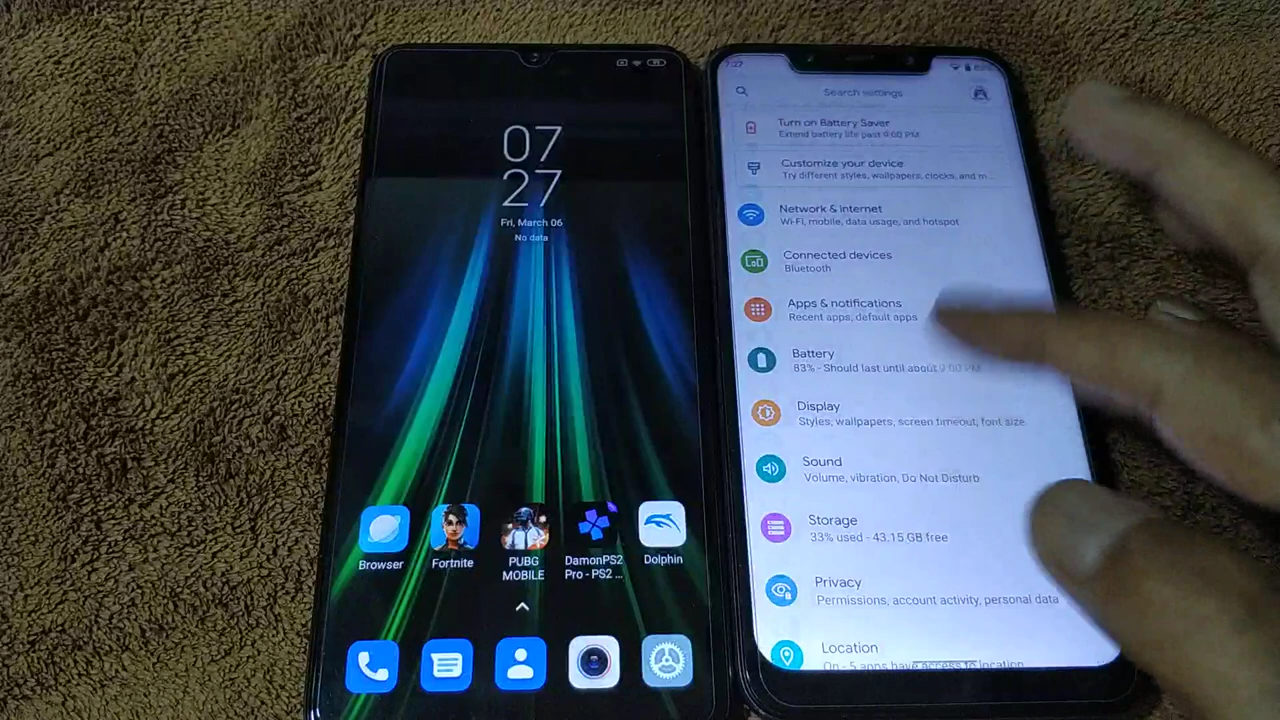 07
27
Fri, March 06
No data
Browser
Fortnite
PUBG
MOBILE
DamonPS2
Pro - PS2 ...
Dolphin
7:27
Search settings
Turn on Battery Saver
Extend battery life past 9:00 PM
Customize your device
Try different styles, wallpapers, clocks, and m...
Network & internet
Wi-Fi, mobile, data usage, and hotspot
Connected devices
Bluetooth
Apps & notifications
Recent apps, default apps
Battery
83% - Should last until about 9:00 PM
Display
Styles, wallpapers, screen timeout, font size
Sound
Volume, vibration, Do Not Disturb
Storage
33% used - 43.15 GB free
Privacy
Permissions, account activity, personal data
Location
On - 5 apps have access to location